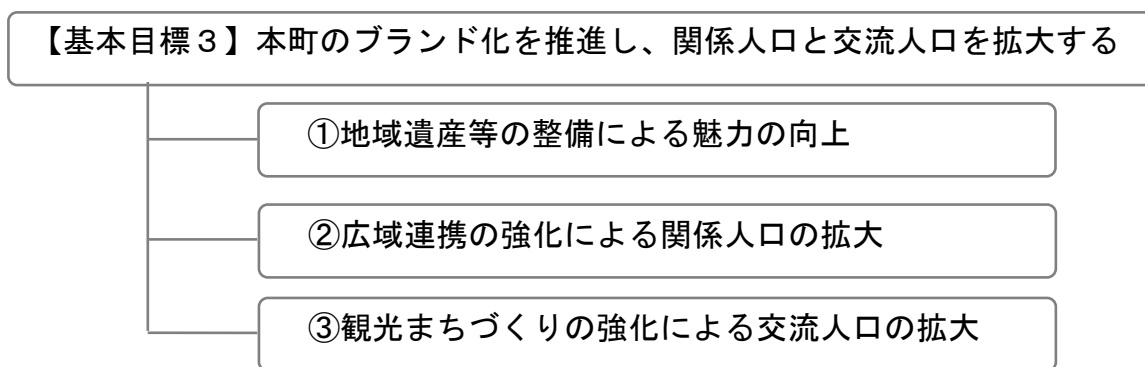 【基本目標３】本町のブランド化を推進し、関係人口と交流人口を拡大する
①地域遺産等の整備による魅力の向上
②広域連携の強化による関係人口の拡大
③観光まちづくりの強化による交流人口の拡大